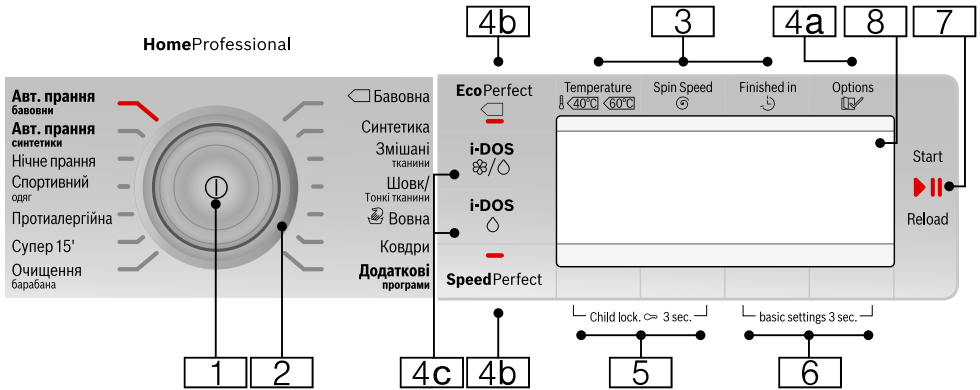 4b
3
4a
8
7
HomeProfessional
Авт. прання
бавовни
Авт. прання
синтетики
Нічне прання
Спортивний
одяг
Протиалергійна
Супер 15'
Очищення
барабана
Бавовна
Синтетика
Змішані
тканини
Шовк/
Тонкі тканини
Вовна
Ковдри
Додаткові
програми
EcoPerfect
i-DOS
i-DOS
SpeedPerfect
Temperature
40°C 60°C
Spin Speed
Finished in
Options
Start
Reload
Child lock. 3 sec.
basic settings 3 sec.
1
2
4c
4b
5
6